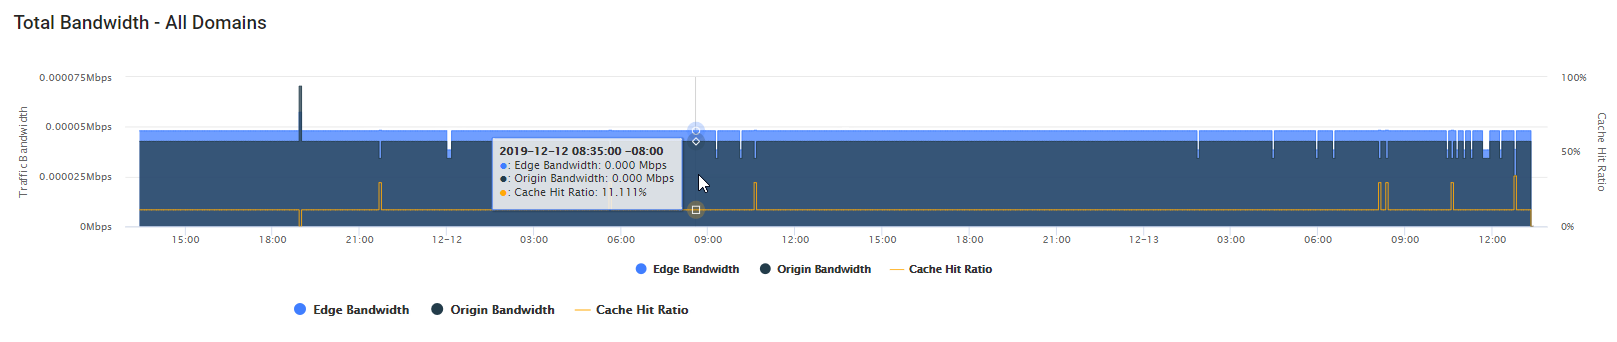 Total Bandwidth - All Domains
0.000075Mbps
100%
0.00005Mbps
50%
0.000025Mbps
0Mbps
0%
Traffic Bandwidth
Cache Hit Ratio
2019-12-12 08:35:00 -08:00
: Edge Bandwidth: 0.000 Mbps
: Origin Bandwidth: 0.000 Mbps
: Cache Hit Ratio: 11.111%
15:00 18:00 21:00 12-12 03:00 06:00 09:00 12:00 15:00 18:00 21:00 12-13 03:00 06:00 09:00 12:00
Edge Bandwidth Origin Bandwidth Cache Hit Ratio
Edge Bandwidth Origin Bandwidth Cache Hit Ratio